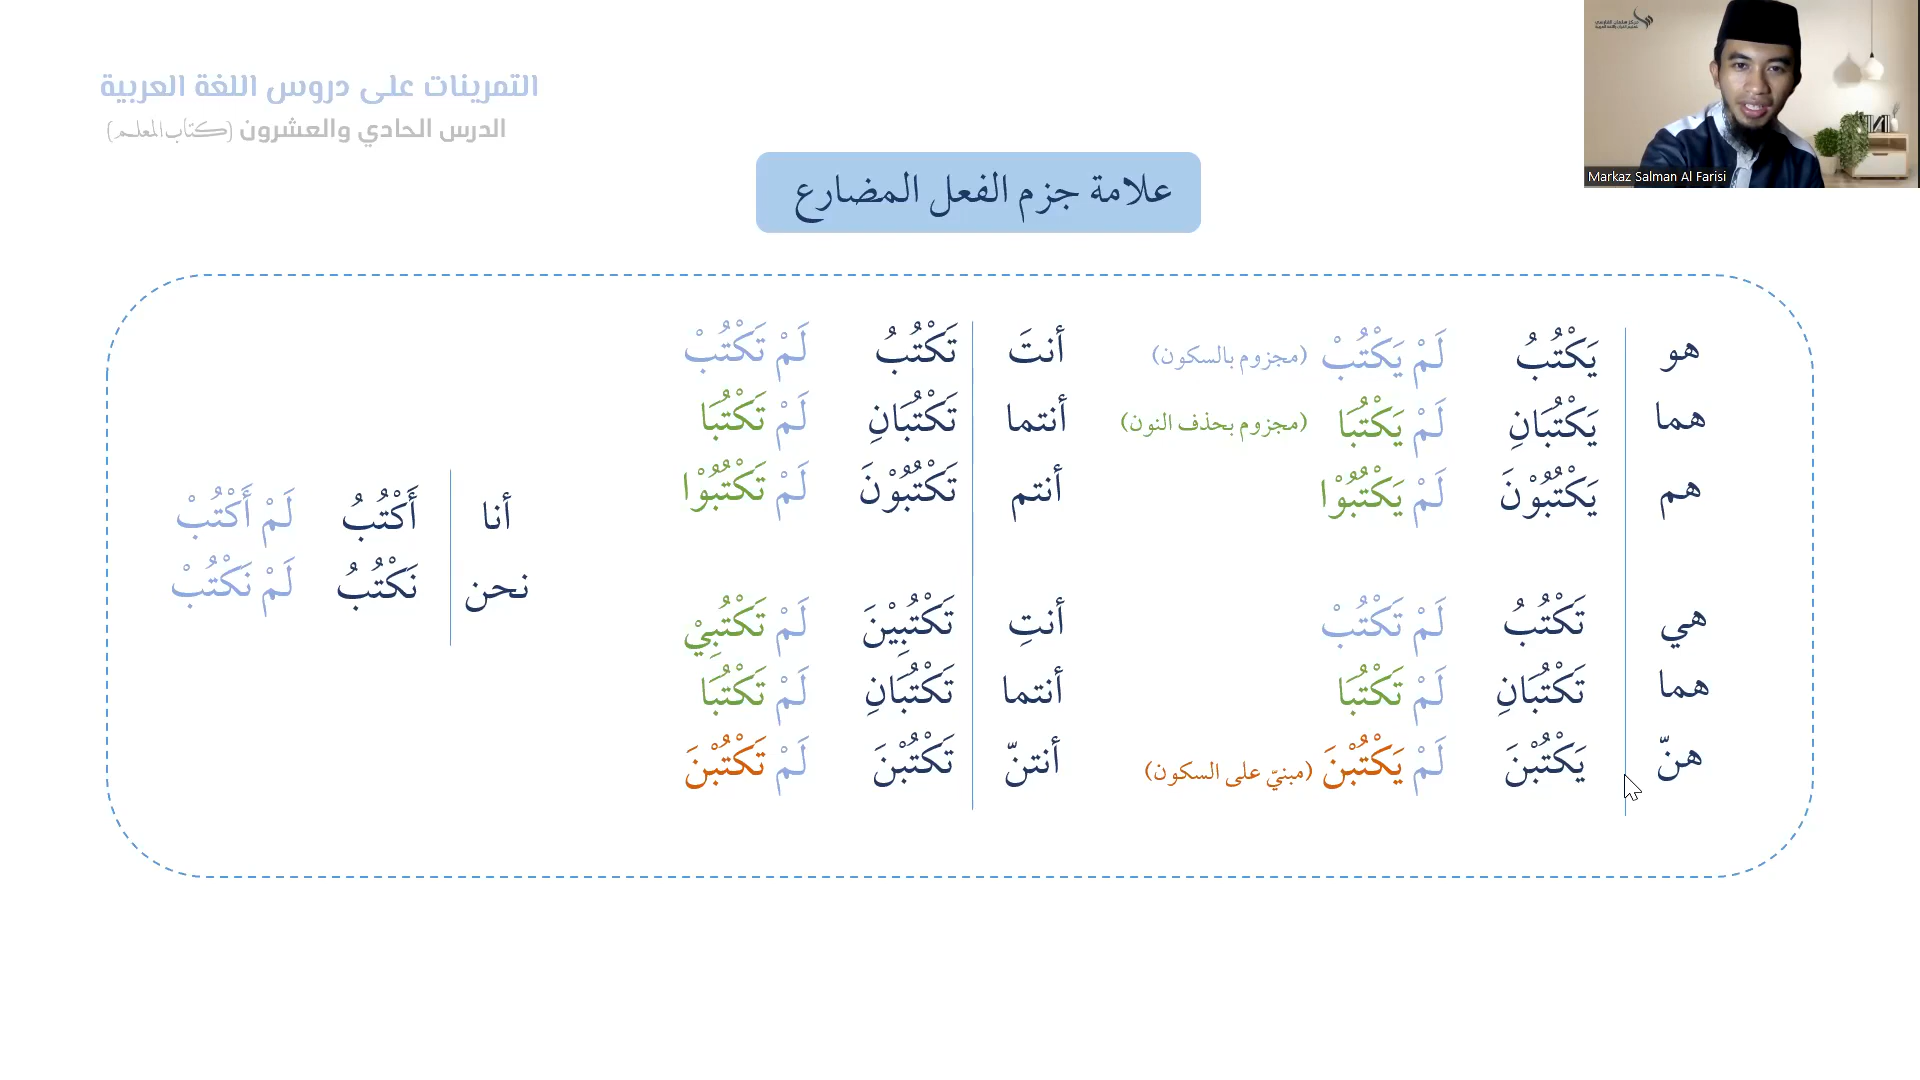 التمرينات على دروس اللغة العربية
الدرس الحادي والعشرون (كتاب المعلم)
Markaz Salman Al Farisi
علامة جزم الفعل المضارع
هو يَكْتُبُ لَمْ يَكْتُبْ (مجزوم بالسكون)
هما يَكْتُبَانِ لَمْ يَكْتُبَا (مجزوم بحذف النون)
هم يَكْتُبُوْنَ لَمْ يَكْتُبُوْا
هي تَكْتُبُ لَمْ تَكْتُبْ
هما تَكْتُبَانِ لَمْ تَكْتُبَا
هنّ يَكْتُبْنَ لَمْ يَكْتُبْنَ (مبنيّ على السكون)
أنتَ تَكْتُبُ لَمْ تَكْتُبْ
أنتما تَكْتُبَانِ لَمْ تَكْتُبَا
أنتم تَكْتُبُوْنَ لَمْ تَكْتُبُوْا
أنتِ تَكْتُبِيْنَ لَمْ تَكْتُبِيْ
أنتما تَكْتُبَانِ لَمْ تَكْتُبَا
أنتنّ تَكْتُبْنَ لَمْ تَكْتُبْنَ
أنا أَكْتُبُ لَمْ أَكْتُبْ
نحن نَكْتُبُ لَمْ نَكْتُبْ